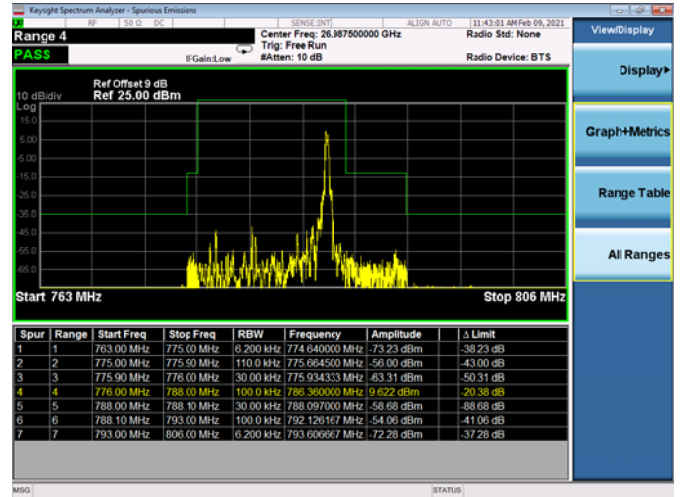 Keysight Spectrum Analyzer - Spurious Emissions
RF 50 Ω DC SENSE:INT ALIGN AUTO 11:43:01 AM Feb 09, 2021
Range 4 Center Freq: 26.987500000 GHz Radio Std: None
Trig: Free Run
PASS IFGain:Low #Atten: 10 dB Radio Device: BTS
Ref Offset 9 dB
10 dB/div Ref 25.00 dBm
Log
15.0
5.00
-5.00
-15.0
-25.0
-35.0
-45.0
-55.0
-65.0
Start 763 MHz Stop 806 MHz
Spur Range Start Freq Stop Freq RBW Frequency Amplitude Δ Limit
1 1 763.00 MHz 775.00 MHz 6.200 kHz 774.640000 MHz -73.23 dBm -38.23 dB
2 2 775.00 MHz 775.90 MHz 110.0 kHz 775.664500 MHz -56.00 dBm -43.00 dB
3 3 775.90 MHz 776.00 MHz 30.00 kHz 775.934333 MHz -63.31 dBm -50.31 dB
4 4 776.00 MHz 788.00 MHz 100.0 kHz 786.360000 MHz 9.622 dBm -20.38 dB
5 5 788.00 MHz 788.10 MHz 30.00 kHz 788.097000 MHz -58.68 dBm -88.68 dB
6 6 788.10 MHz 793.00 MHz 100.0 kHz 792.126167 MHz -54.06 dBm -41.06 dB
7 7 793.00 MHz 806.00 MHz 6.200 kHz 793.606667 MHz -72.28 dBm -37.28 dB
MSG STATUS
View/Display
Display
Graph+Metrics
Range Table
All Ranges